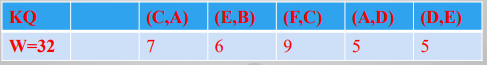 KQ (C,A) (E,B) (F,C) (A,D) (D,E)
W=32 7 6 9 5 5